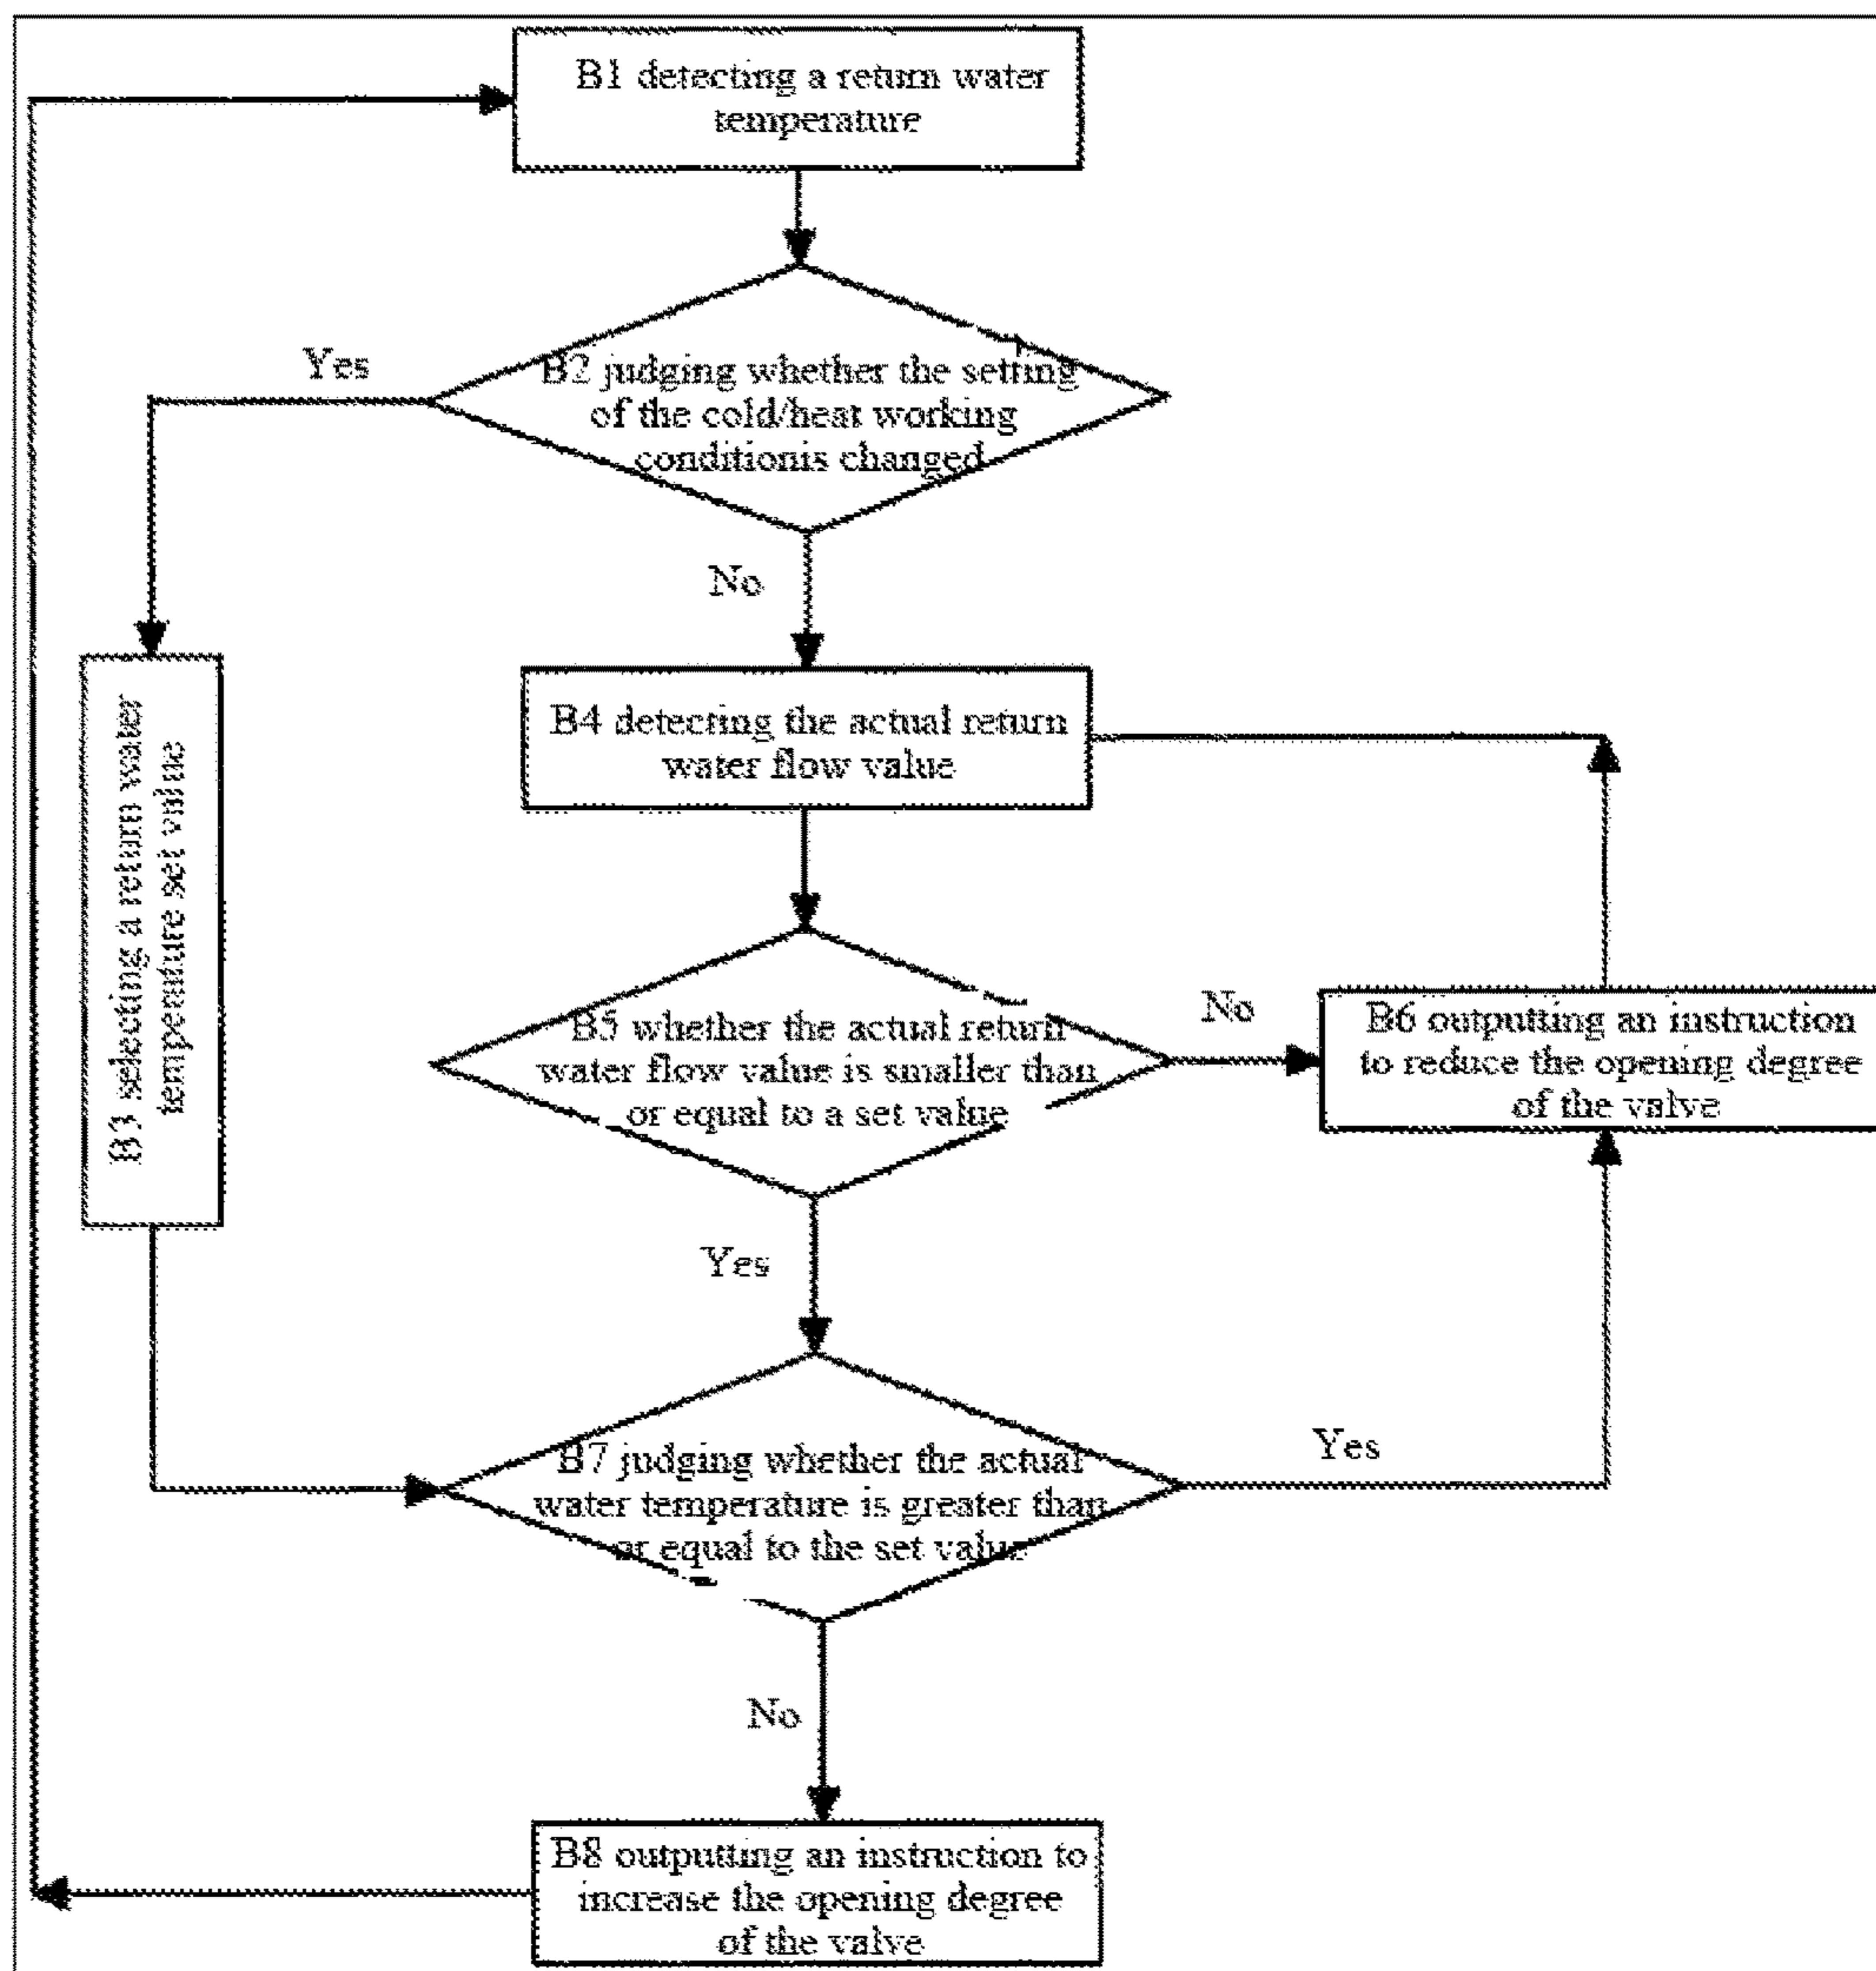 B1 detecting a return water
temperature
Yes
B2 judging whether the setting
of the cold/heat working
conditionis changed
No
B3 selecting a return water
temperature set value
B4 detecting the actual return
water flow value
B5 whether the actual return
water flow value is smaller than
or equal to a set value
No
B6 outputting an instruction
to reduce the opening degree
of the valve
Yes
B7 judging whether the actual
water temperature is greater than
or equal to the set value
Yes
No
B8 outputting an instruction to
increase the opening degree
of the valve